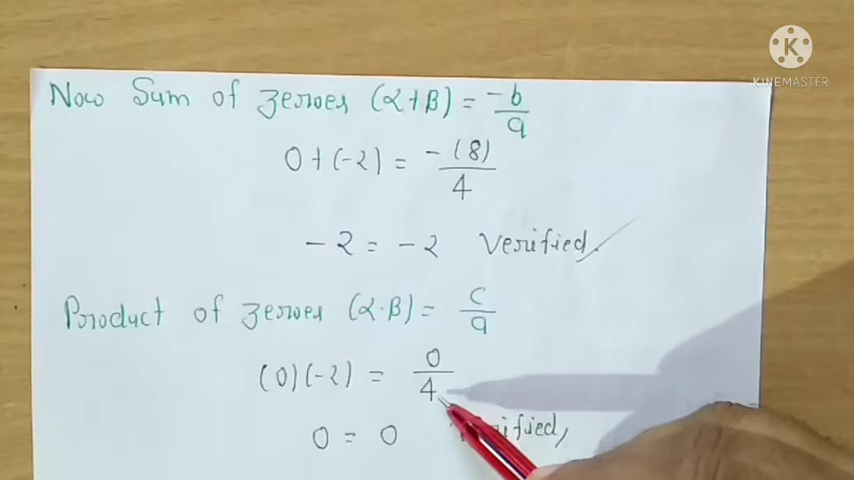 KINEMASTER
Now Sum of zeroes (α+β) = -b/a
0+(-2) = -(8)/4
-2 = -2 Verified.
Product of zeroes (α·β) = c/a
(0)(-2) = 0/4
0 = 0